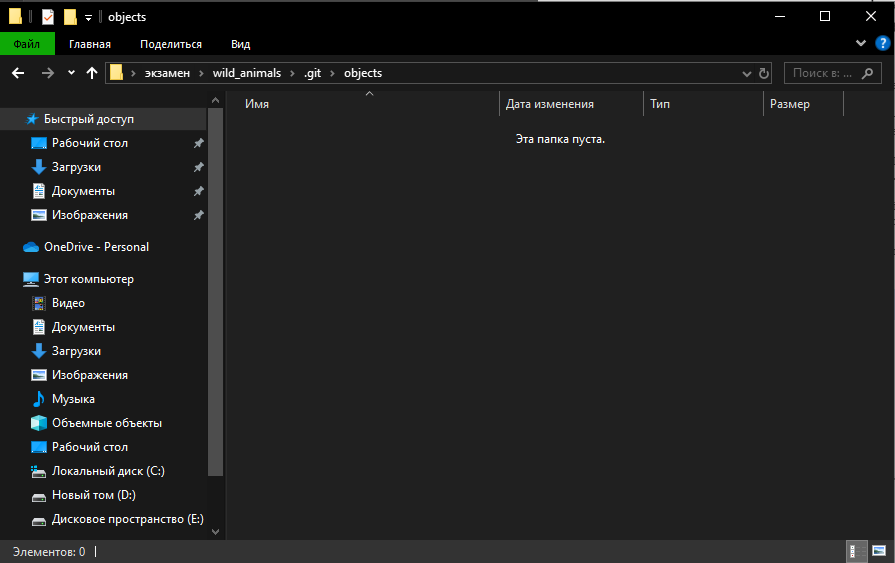 objects
Файл Главная Поделиться Вид
экзамен wild_animals .git objects Поиск в: ...
Имя Дата изменения Тип Размер
Эта папка пуста.
Быстрый доступ
Рабочий стол
Загрузки
Документы
Изображения
OneDrive - Personal
Этот компьютер
Видео
Документы
Загрузки
Изображения
Музыка
Объемные объекты
Рабочий стол
Локальный диск (C:)
Новый том (D:)
Дисковое пространство (E:)
Элементов: 0